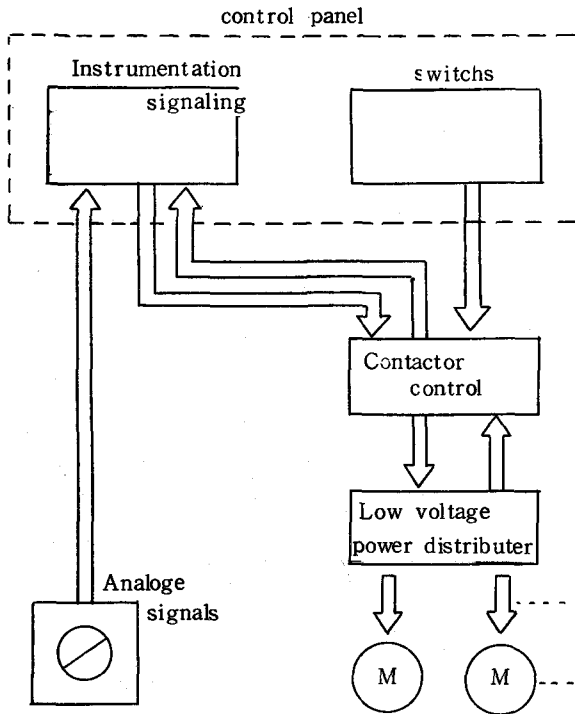 control panel
Instrumentation
signaling
switchs
Contactor
control
Low voltage
power distributer
Analoge
signals
M
M